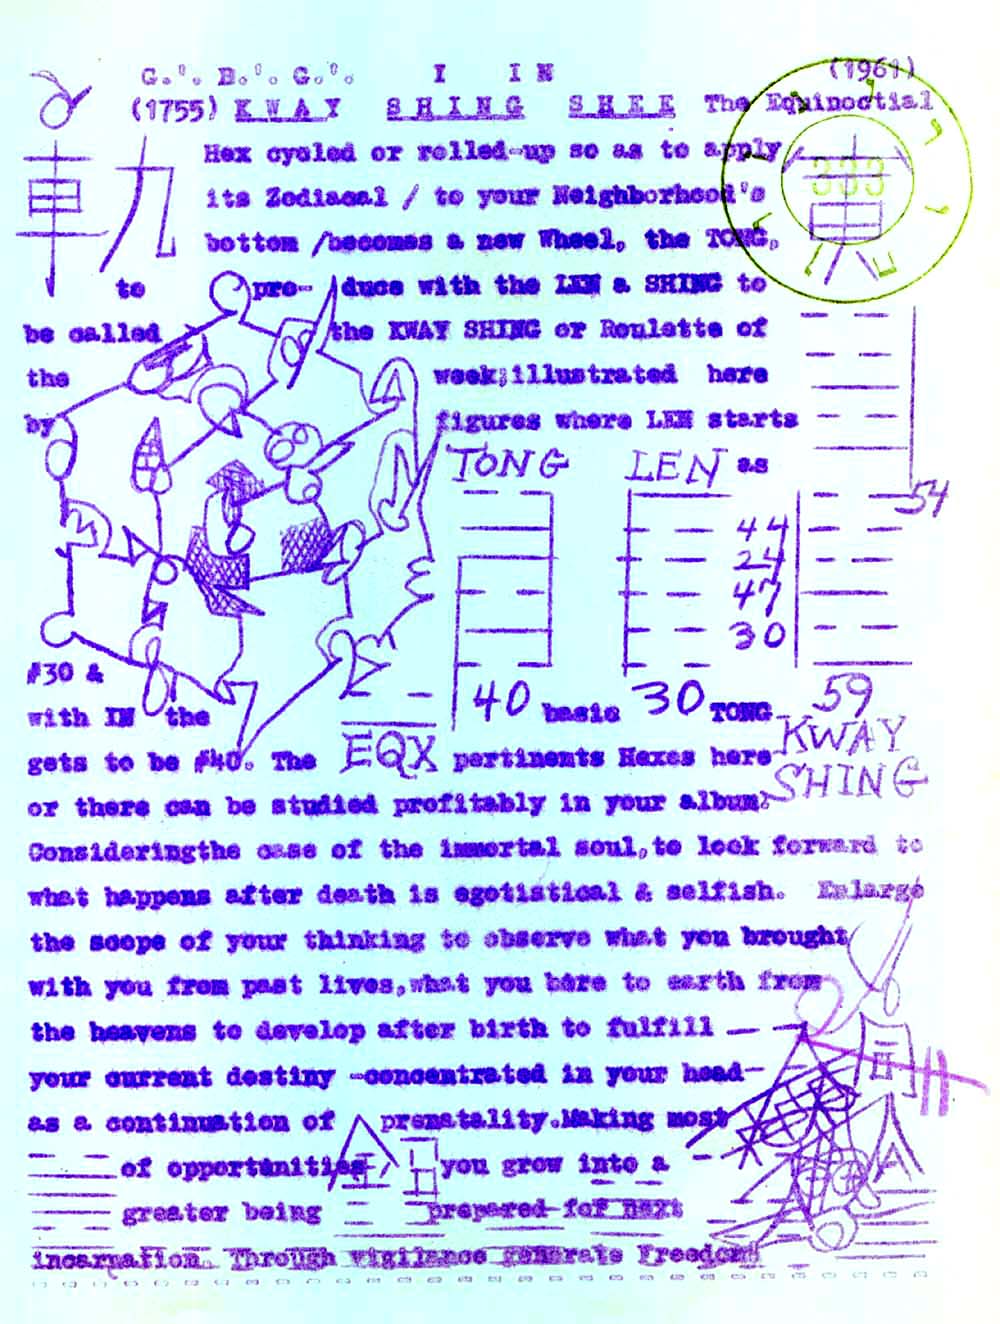 G.'. B.'. G.'. I IN (1961)
(1755) KWAY SHING SHEE The Equinoctial
車 九 Hex cycled or rolled-up so as to apply
its Zodiacal / to your Neighborhood's
bottom /becomes a new Wheel, the TONG,
to pro- duce with the LEN a SHING to
be called the KWAY SHING or Roulette of
the week;illustrated here
by figures where LEN starts
TONG LEN as
54
44
24
47
30
#30 &
with IN the 40 basic 30 TONG 59
gets to be #40. The EQX pertinents Hexes here KWAY
or there can be studied profitably in your album. SHING
Consideringthe case of the immortal soul,to look forward to
what happens after death is egotistical & selfish. Enlarge
the scope of your thinking to observe what you brought
with you from past lives,what you bore to earth from
the heavens to develop after birth to fulfill
your current destiny -concentrated in your head-
as a continuation of prenatality.Making most
of opportunities you grow into a
greater being prepared for next
incarnation. Through vigilance generate Freedom!
333